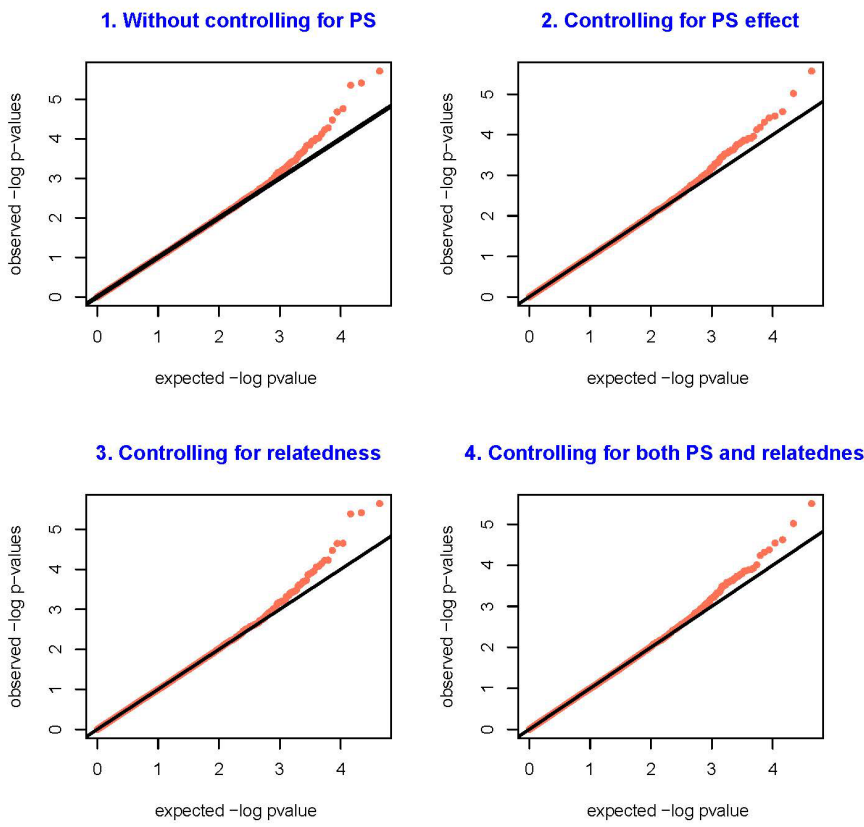 1. Without controlling for PS
observed −log p−values
0 1 2 3 4 5
0 1 2 3 4
expected −log pvalue
2. Controlling for PS effect
observed −log p−values
0 1 2 3 4 5
0 1 2 3 4
expected −log pvalue
3. Controlling for relatedness
observed −log p−values
0 1 2 3 4 5
0 1 2 3 4
expected −log pvalue
4. Controlling for both PS and relatednes
observed −log p−values
0 1 2 3 4 5
0 1 2 3 4
expected −log pvalue